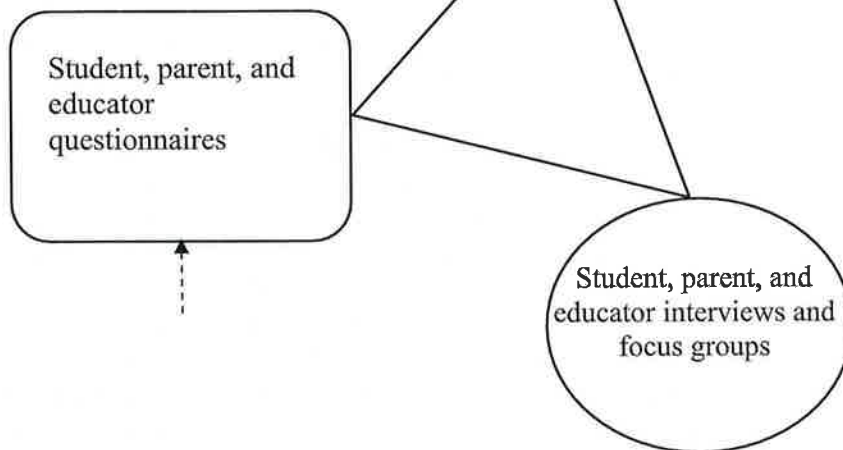 Student, parent, and
educator
questionnaires
Student, parent, and
educator interviews and
focus groups